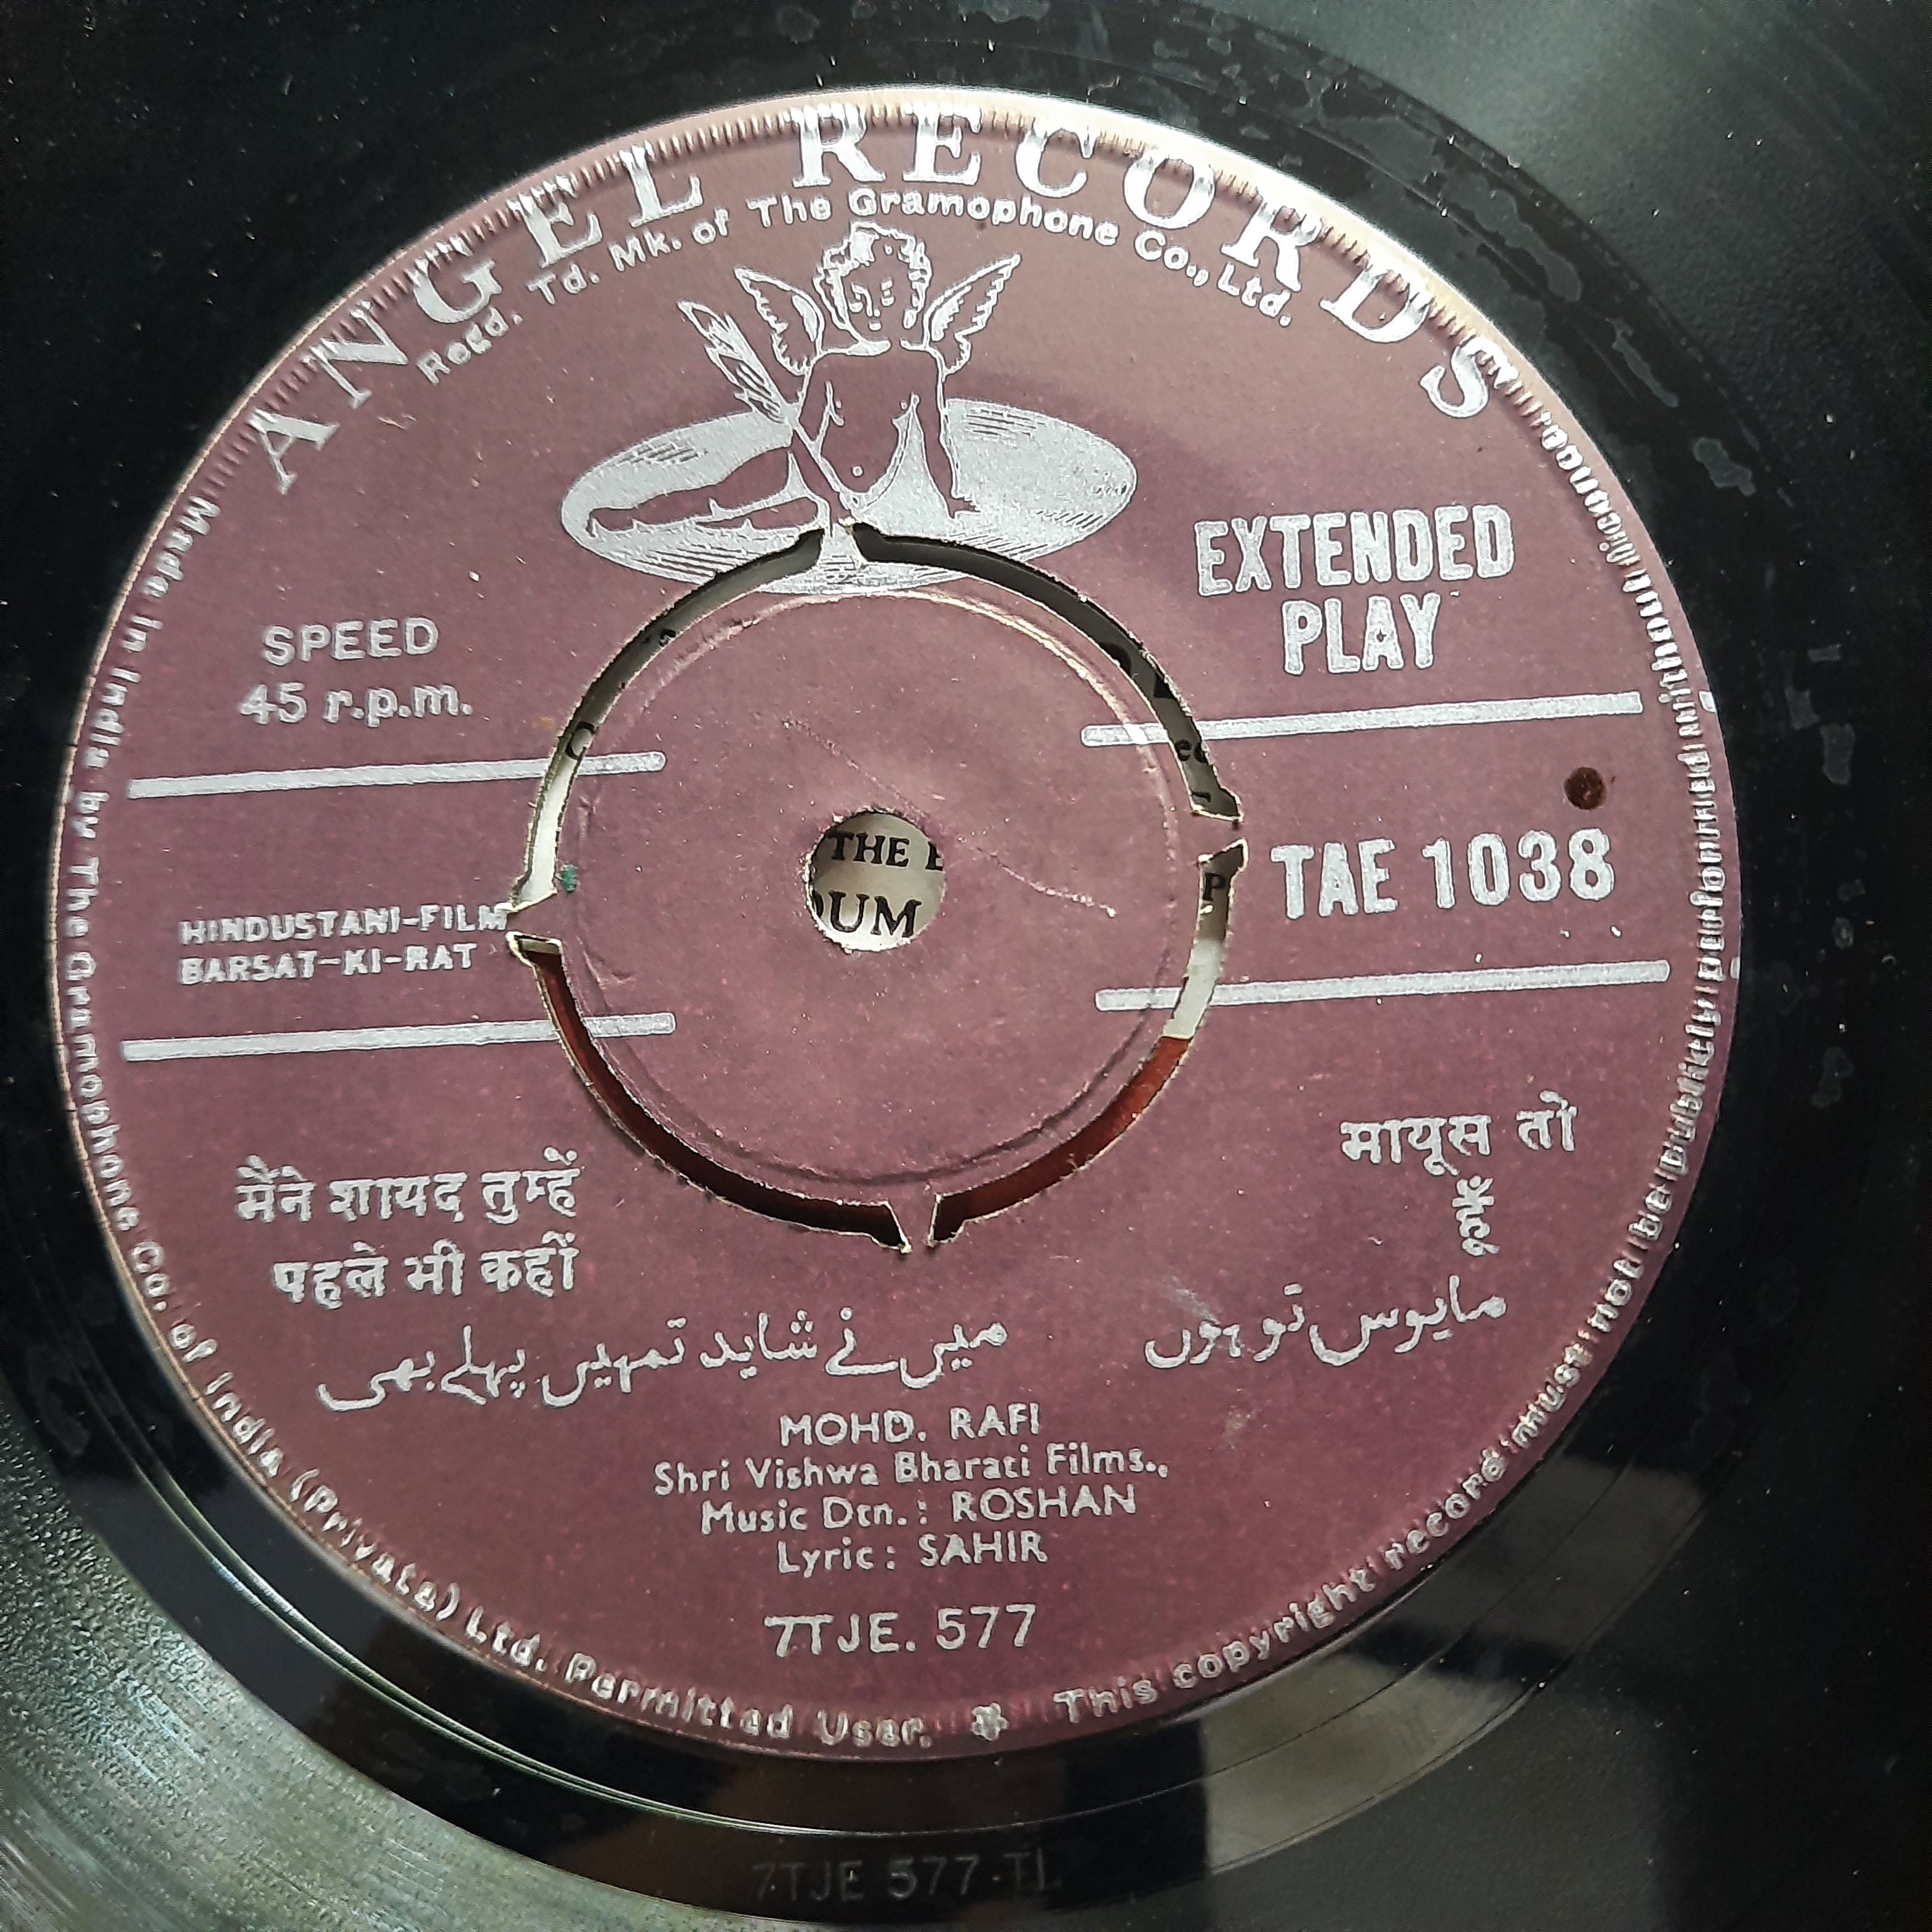 ANGEL RECORDS
Regd. Td. Mk. of The Gramophone Co., Ltd.
SPEED
45 r.p.m.
EXTENDED
PLAY
HINDUSTANI-FILM
BARSAT-KI-RAT
TAE 1038
THE
UM
मैंने शायद तुम्हें
पहले भी कहीं
मायूस तो
हूँ
میں نے شاید تمہیں پہلے بھی
مایوس تو ہوں
MOHD. RAFI
Shri Vishwa Bharati Films.,
Music Dtn.: ROSHAN
Lyric: SAHIR
7TJE. 577
Made in India by The Gramophone Co. of India (Private) Ltd. Permitted User.
This copyright record must not be publicly performed without licence
7TJE 577-T1